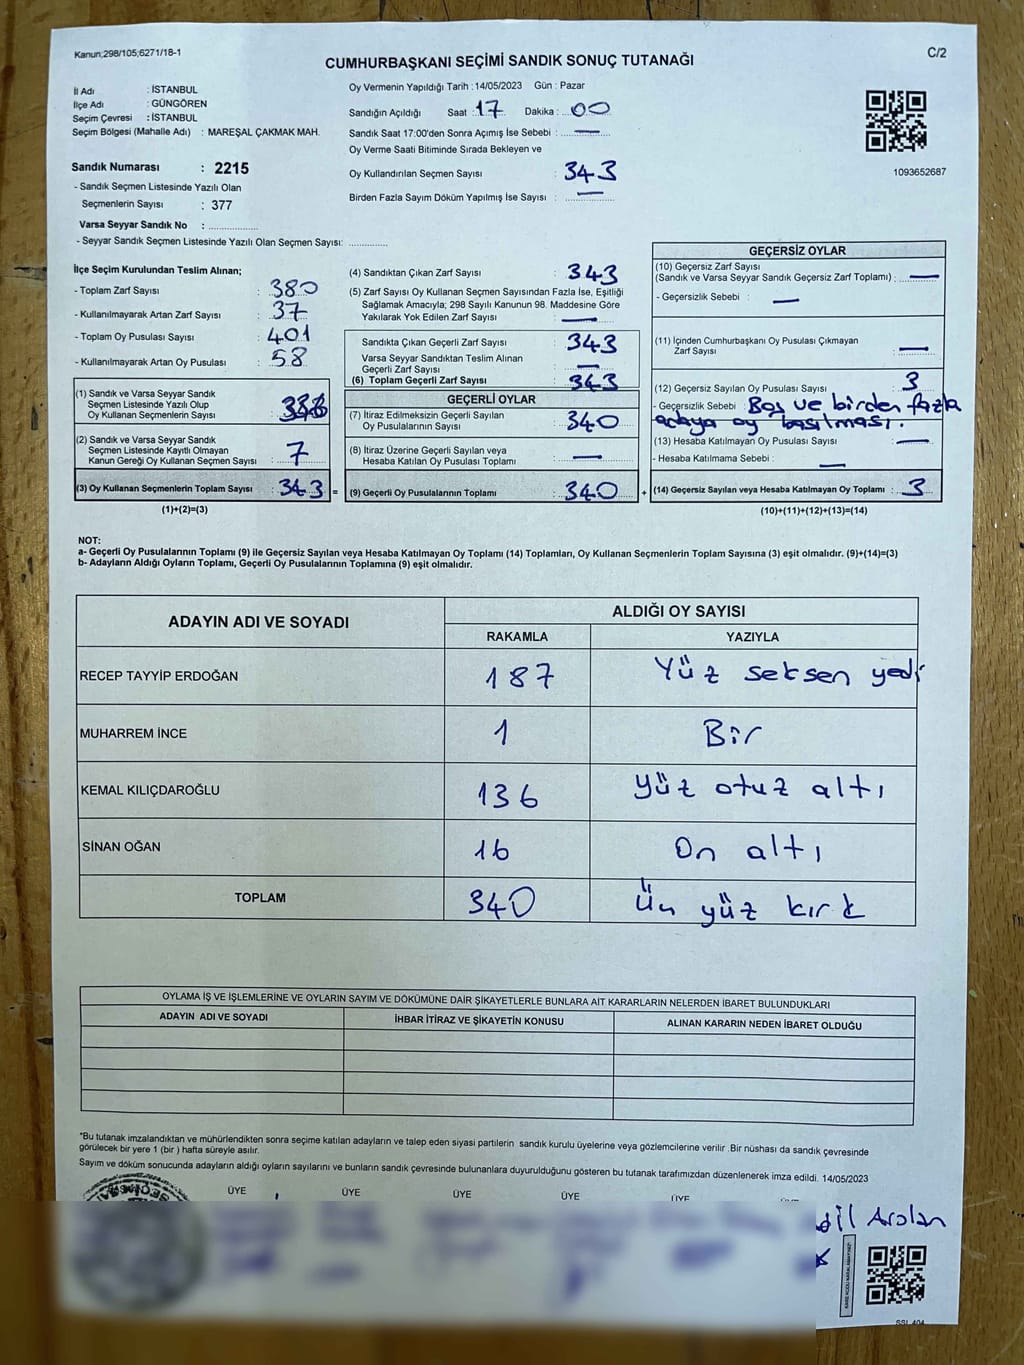 Kanun;298/105;6271/18-1
C/2
CUMHURBAŞKANI SEÇİMİ SANDIK SONUÇ TUTANAĞI
İl Adı : İSTANBUL
İlçe Adı : GÜNGÖREN
Seçim Çevresi : İSTANBUL
Seçim Bölgesi (Mahalle Adı) : MAREŞAL ÇAKMAK MAH.
Sandık Numarası : 2215
- Sandık Seçmen Listesinde Yazılı Olan
Seçmenlerin Sayısı : 377
Varsa Seyyar Sandık No : ...................
- Seyyar Sandık Seçmen Listesinde Yazılı Olan Seçmen Sayısı: ..............
Oy Vermenin Yapıldığı Tarih : 14/05/2023 Gün : Pazar
Sandığın Açıldığı Saat : 17 Dakika : 00
Sandık Saat 17:00'den Sonra Açımış İse Sebebi : —
Oy Verme Saati Bitiminde Sırada Bekleyen ve
Oy Kullandırılan Seçmen Sayısı : 343
Birden Fazla Sayım Döküm Yapılmış İse Sayısı : —
1093652687
İlçe Seçim Kurulundan Teslim Alınan;
- Toplam Zarf Sayısı : 380
- Kullanılmayarak Artan Zarf Sayısı : 37
- Toplam Oy Pusulası Sayısı : 401
- Kullanılmayarak Artan Oy Pusulası : 58
(1) Sandık ve Varsa Seyyar Sandık
Seçmen Listesinde Yazılı Olup
Oy Kullanan Seçmenlerin Sayısı : 336
(2) Sandık ve Varsa Seyyar Sandık
Seçmen Listesinde Kayıtlı Olmayan
Kanun Gereği Oy Kullanan Seçmen Sayısı : 7
(3) Oy Kullanan Seçmenlerin Toplam Sayısı : 343 =
(1)+(2)=(3)
(4) Sandıktan Çıkan Zarf Sayısı : 343
(5) Zarf Sayısı Oy Kullanan Seçmen Sayısından Fazla İse, Eşitliği
Sağlamak Amacıyla; 298 Sayılı Kanunun 98. Maddesine Göre
Yakılarak Yok Edilen Zarf Sayısı : —
Sandıkta Çıkan Geçerli Zarf Sayısı : 343
Varsa Seyyar Sandıktan Teslim Alınan
Geçerli Zarf Sayısı : —
(6) Toplam Geçerli Zarf Sayısı : 343
GEÇERLİ OYLAR
(7) İtiraz Edilmeksizin Geçerli Sayılan
Oy Pusulalarının Sayısı : 340
(8) İtiraz Üzerine Geçerli Sayılan veya
Hesaba Katılan Oy Pusulası Toplamı : —
(9) Geçerli Oy Pusulalarının Toplamı : 340 +
GEÇERSİZ OYLAR
(10) Geçersiz Zarf Sayısı
(Sandık ve Varsa Seyyar Sandık Geçersiz Zarf Toplamı) : —
- Geçersizlik Sebebi : —
(11) İçinden Cumhurbaşkanı Oy Pusulası Çıkmayan
Zarf Sayısı : —
(12) Geçersiz Sayılan Oy Pusulası Sayısı : 3
- Geçersizlik Sebebi Boş ve birden fazla
adaya oy basılması.
(13) Hesaba Katılmayan Oy Pusulası Sayısı : —
- Hesaba Katılmama Sebebi : —
(14) Geçersiz Sayılan veya Hesaba Katılmayan Oy Toplamı : 3
(10)+(11)+(12)+(13)=(14)
NOT:
a- Geçerli Oy Pusulalarının Toplamı (9) ile Geçersiz Sayılan veya Hesaba Katılmayan Oy Toplamı (14) Toplamları, Oy Kullanan Seçmenlerin Toplam Sayısına (3) eşit olmalıdır. (9)+(14)=(3)
b- Adayların Aldığı Oyların Toplamı, Geçerli Oy Pusulalarının Toplamına (9) eşit olmalıdır.
ADAYIN ADI VE SOYADI ALDIĞI OY SAYISI
RAKAMLA YAZIYLA
RECEP TAYYİP ERDOĞAN 187 Yüz seksen yedi
MUHARREM İNCE 1 Bir
KEMAL KILIÇDAROĞLU 136 Yüz otuz altı
SİNAN OĞAN 16 On altı
TOPLAM 340 Ün yüz kırk
OYLAMA İŞ VE İŞLEMLERİNE VE OYLARIN SAYIM VE DÖKÜMÜNE DAİR ŞİKAYETLERLE BUNLARA AİT KARARLARIN NELERDEN İBARET BULUNDUKLARI
ADAYIN ADI VE SOYADI İHBAR İTİRAZ VE ŞİKAYETİN KONUSU ALINAN KARARIN NEDEN İBARET OLDUĞU
*Bu tutanak imzalandıktan ve mühürlendikten sonra seçime katılan adayların ve talep eden siyasi partilerin sandık kurulu üyelerine veya gözlemcilerine verilir .Bir nüshası da sandık çevresinde
görülecek bir yere 1 (bir ) hafta süreyle asılır.
Sayım ve döküm sonucunda adayların aldığı oyların sayılarını ve bunların sandık çevresinde bulunanlara duyurulduğunu gösteren bu tutanak tarafımızdan düzenlenerek imza edildi. 14/05/2023
ÜYE ÜYE ÜYE ÜYE ÜYE
Arslan
SSL 404